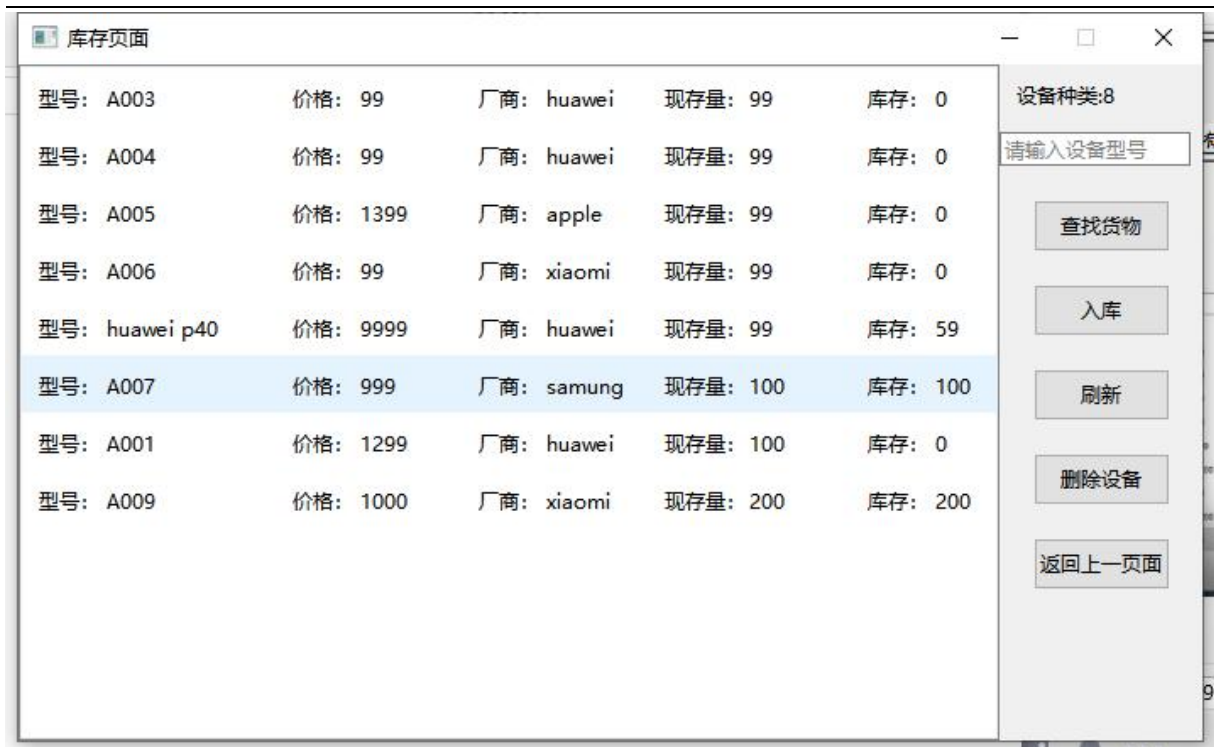 库存页面
型号: A003 价格: 99 厂商: huawei 现存量: 99 库存: 0
型号: A004 价格: 99 厂商: huawei 现存量: 99 库存: 0
型号: A005 价格: 1399 厂商: apple 现存量: 99 库存: 0
型号: A006 价格: 99 厂商: xiaomi 现存量: 99 库存: 0
型号: huawei p40 价格: 9999 厂商: huawei 现存量: 99 库存: 59
型号: A007 价格: 999 厂商: samung 现存量: 100 库存: 100
型号: A001 价格: 1299 厂商: huawei 现存量: 100 库存: 0
型号: A009 价格: 1000 厂商: xiaomi 现存量: 200 库存: 200
设备种类:8
请输入设备型号
查找货物
入库
刷新
删除设备
返回上一页面